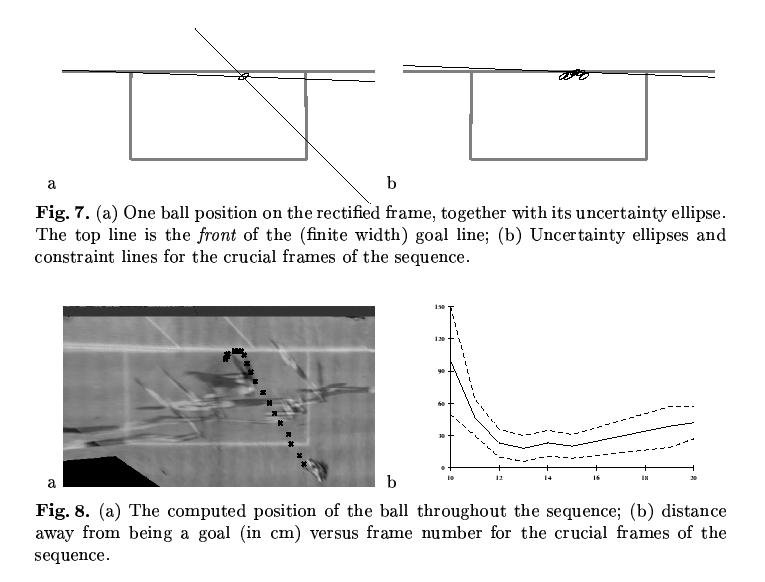 a
b
Fig. 7. (a) One ball position on the rectified frame, together with its uncertainty ellipse.
The top line is the front of the (finite width) goal line; (b) Uncertainty ellipses and
constraint lines for the crucial frames of the sequence.
150
120
90
60
30
0
10 12 14 16 18 20
a
b
Fig. 8. (a) The computed position of the ball throughout the sequence; (b) distance
away from being a goal (in cm) versus frame number for the crucial frames of the
sequence.